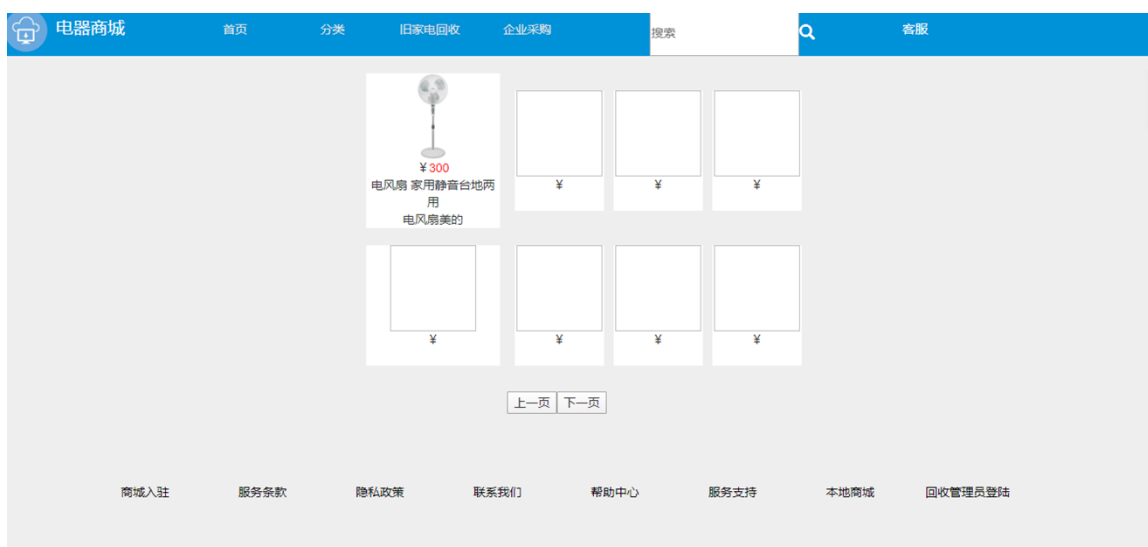 电器商城 首页 分类 旧家电回收 企业采购 搜索 客服
¥ 300
电风扇 家用静音台地两
用
电风扇美的
¥ ¥ ¥
¥ ¥ ¥ ¥
上一页 下一页
商城入驻 服务条款 隐私政策 联系我们 帮助中心 服务支持 本地商城 回收管理员登陆